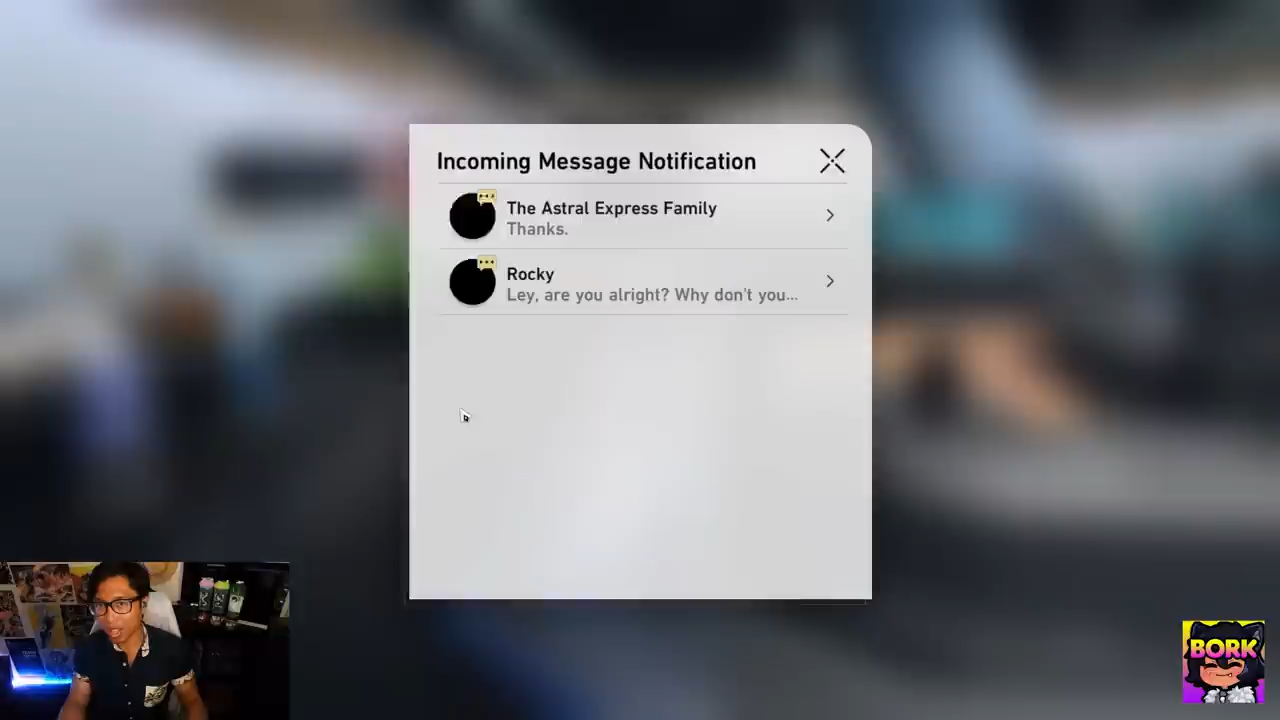 Incoming Message Notification
The Astral Express Family
Thanks.
Rocky
Ley, are you alright? Why don't you...
BORK